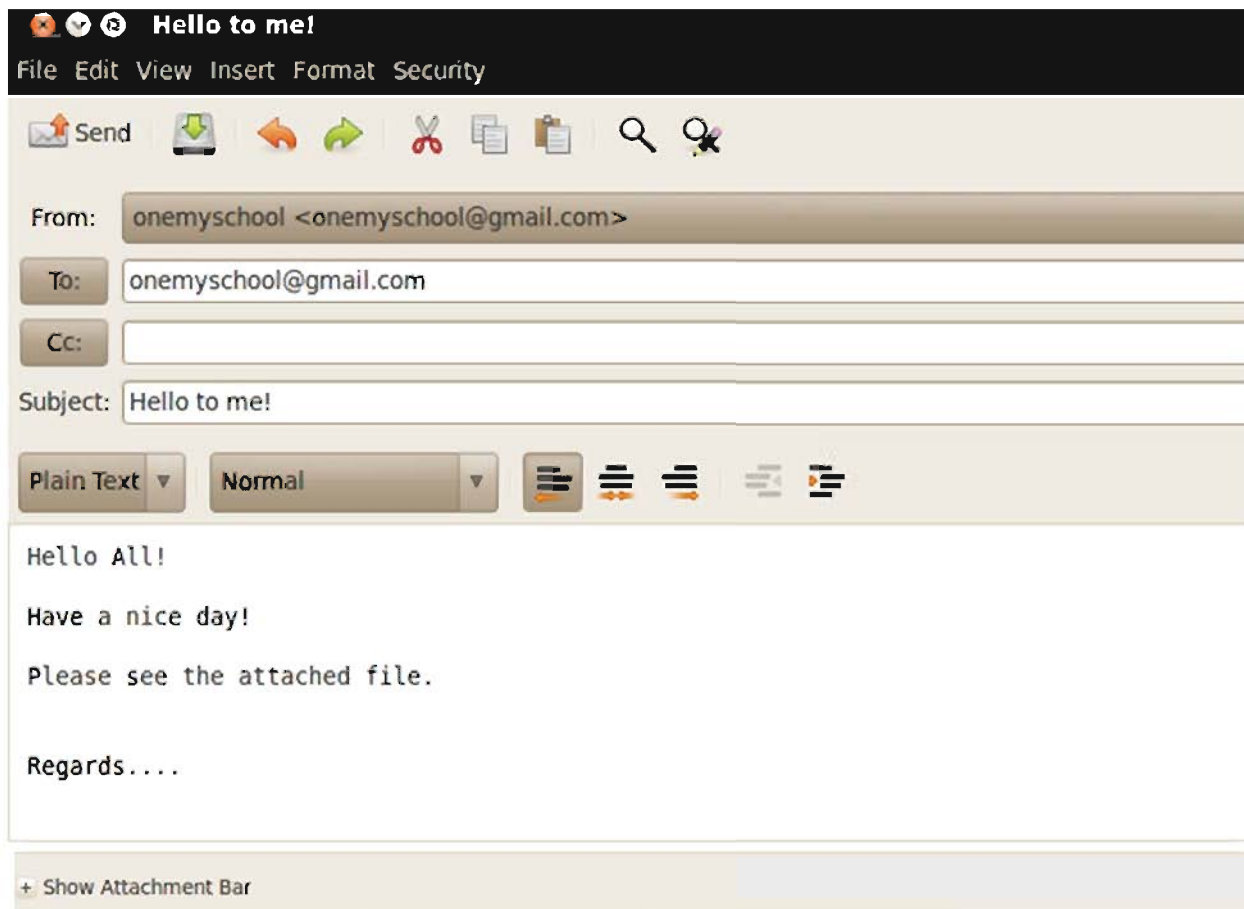 Hello to me!
File Edit View Insert Format Security
Send
From: onemyschool <onemyschool@gmail.com>
To: onemyschool@gmail.com
Cc:
Subject: Hello to me!
Plain Text Normal
Hello All!
Have a nice day!
Please see the attached file.
Regards....
+ Show Attachment Bar